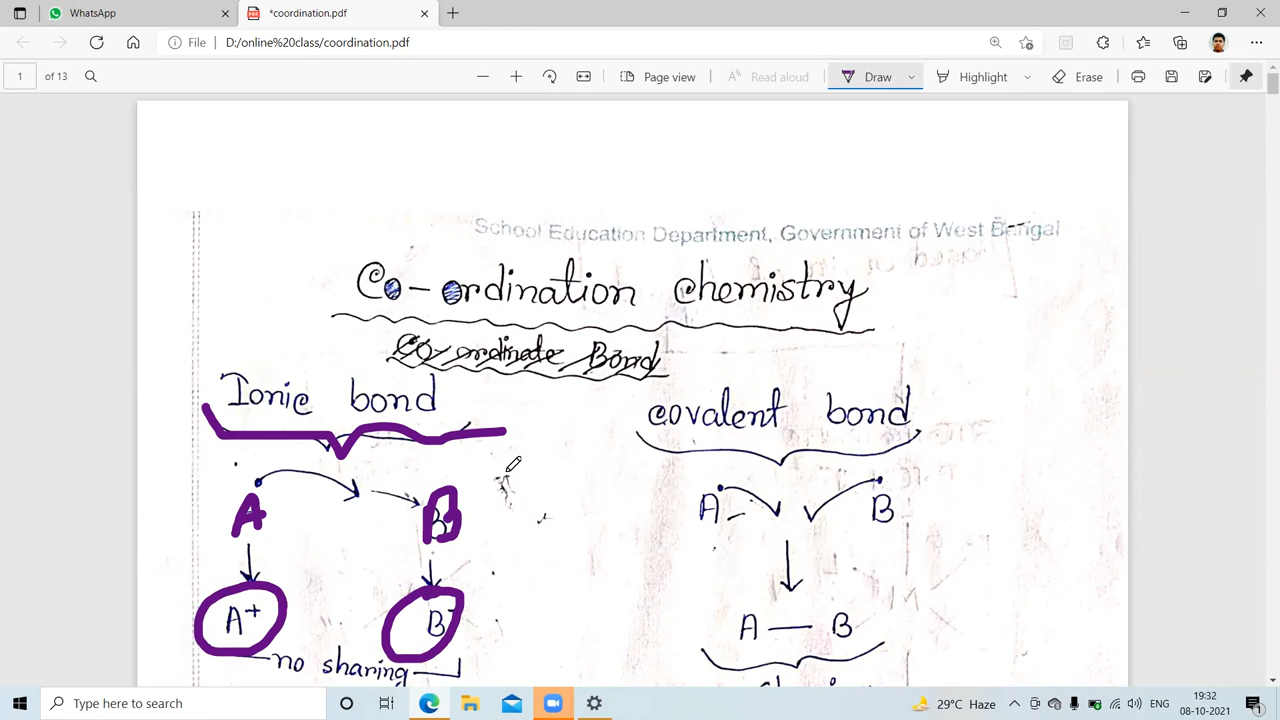 WhatsApp
*coordination.pdf
File
D:/online%20class/coordination.pdf
1
of 13
Page view
Read aloud
Draw
Highlight
Erase
School Education Department, Government of West Bengal
Co-ordination chemistry
Co-ordinate Bond
Ionic bond
covalent bond
A
B
A
B
A+
B-
A — B
no sharing
Type here to search
29°C Haze
ENG
19:32
08-10-2021
1